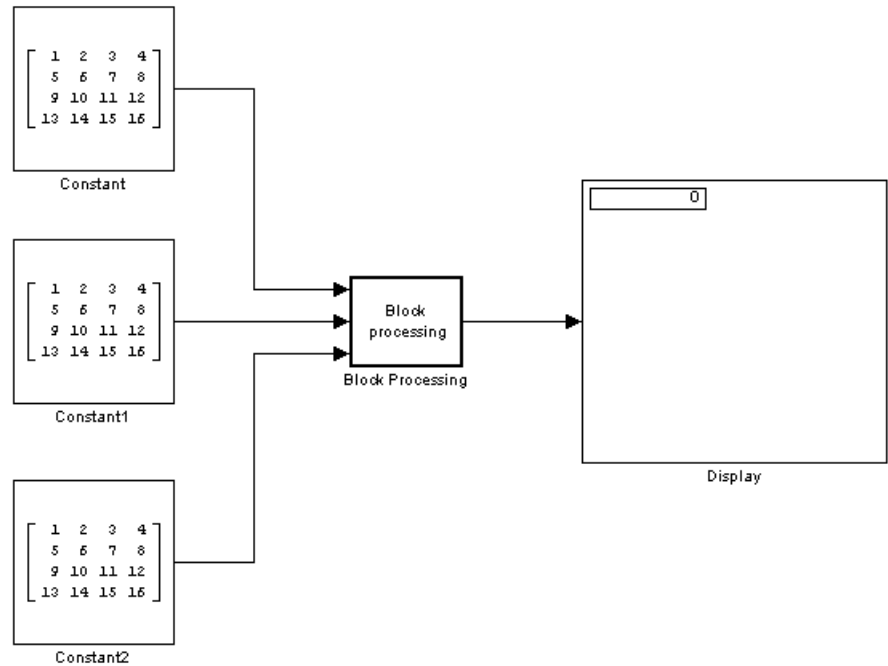 1 2 3 4
5 6 7 8
9 10 11 12
13 14 15 16
Constant
1 2 3 4
5 6 7 8
9 10 11 12
13 14 15 16
Constant1
1 2 3 4
5 6 7 8
9 10 11 12
13 14 15 16
Constant2
Block
processing
Block Processing
0
Display